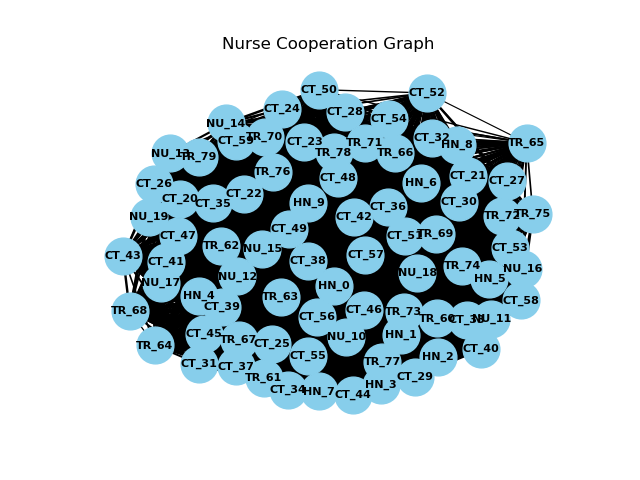 Nurse Cooperation Graph
CT_50
CT_52
CT_24
CT_28
CT_54
NU_14
CT_59
TR_70
CT_23
TR_71
CT_32
HN_8
TR_65
NU_13
TR_79
TR_78
TR_66
TR_76
CT_48
HN_6
CT_21
CT_27
CT_26
CT_20
CT_35
CT_22
HN_9
CT_36
CT_30
NU_19
CT_42
TR_72
TR_75
CT_47
CT_49
CT_51
TR_69
TR_62
NU_15
CT_53
CT_43
CT_41
CT_38
CT_57
NU_18
TR_74
HN_5
NU_16
NU_17
NU_12
HN_4
CT_39
TR_63
HN_0
CT_58
TR_68
CT_56
CT_46
TR_73
TR_60
NU_11
CT_45
TR_67
CT_25
NU_10
HN_1
TR_64
CT_31
CT_37
CT_55
TR_77
HN_2
CT_40
TR_61
CT_34
HN_7
CT_44
HN_3
CT_29